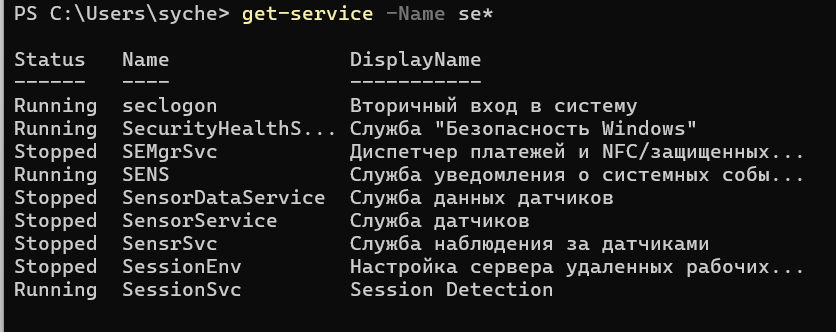 PS C:\Users\syche> get-service -Name se*
Status   Name               DisplayName
------   ----               -----------
Running  seclogon           Вторичный вход в систему
Running  SecurityHealthS... Служба "Безопасность Windows"
Stopped  SEMgrSvc           Диспетчер платежей и NFC/защищенных...
Running  SENS               Служба уведомления о системных собы...
Stopped  SensorDataService  Служба данных датчиков
Stopped  SensorService      Служба датчиков
Stopped  SensrSvc           Служба наблюдения за датчиками
Stopped  SessionEnv         Настройка сервера удаленных рабочих...
Running  SessionSvc         Session Detection